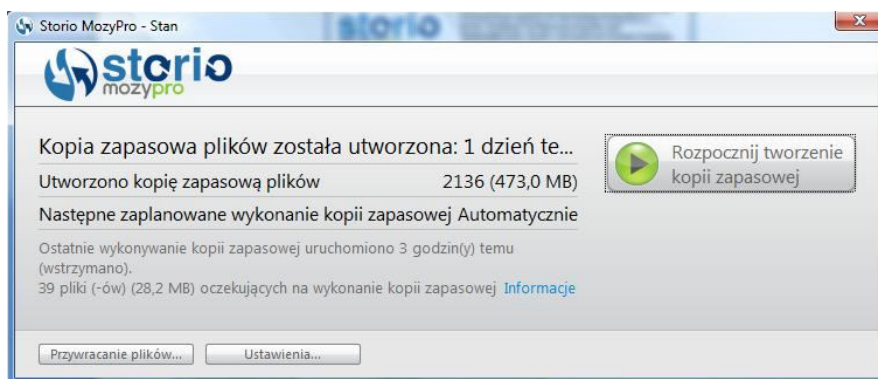 Storio MozyPro - Stan
storio
storio
mozypro
Kopia zapasowa plików została utworzona: 1 dzień te...
Utworzono kopię zapasową plików 2136 (473,0 MB)
Następne zaplanowane wykonanie kopii zapasowej Automatycznie
Ostatnie wykonywanie kopii zapasowej uruchomiono 3 godzin(y) temu
(wstrzymano).
39 pliki (-ów) (28,2 MB) oczekujących na wykonanie kopii zapasowej Informacje
Rozpocznij tworzenie
kopii zapasowej
Przywracanie plików...
Ustawienia...